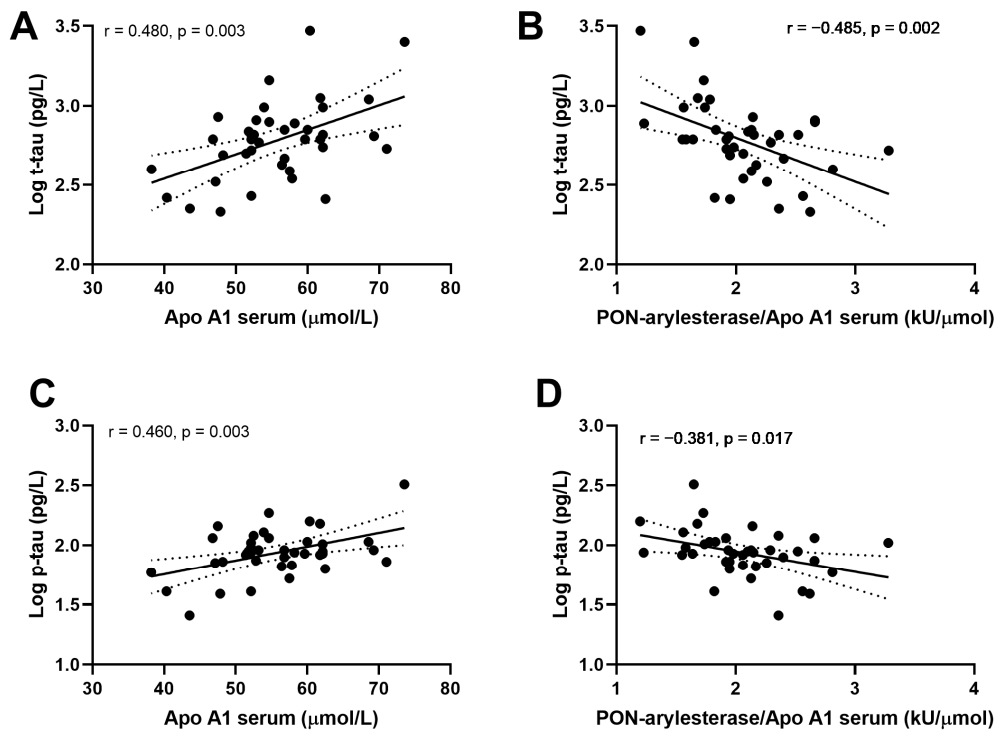 A
r = 0.480, p = 0.003
Log t-tau (pg/L)
3.5
3.0
2.5
2.0
30 40 50 60 70 80
Apo A1 serum (μmol/L)
B
r = −0.485, p = 0.002
Log t-tau (pg/L)
3.5
3.0
2.5
2.0
1 2 3 4
PON-arylesterase/Apo A1 serum (kU/μmol)
C
r = 0.460, p = 0.003
Log p-tau (pg/L)
3.0
2.5
2.0
1.5
1.0
30 40 50 60 70 80
Apo A1 serum (μmol/L)
D
r = −0.381, p = 0.017
Log p-tau (pg/L)
3.0
2.5
2.0
1.5
1.0
1 2 3 4
PON-arylesterase/Apo A1 serum (kU/μmol)